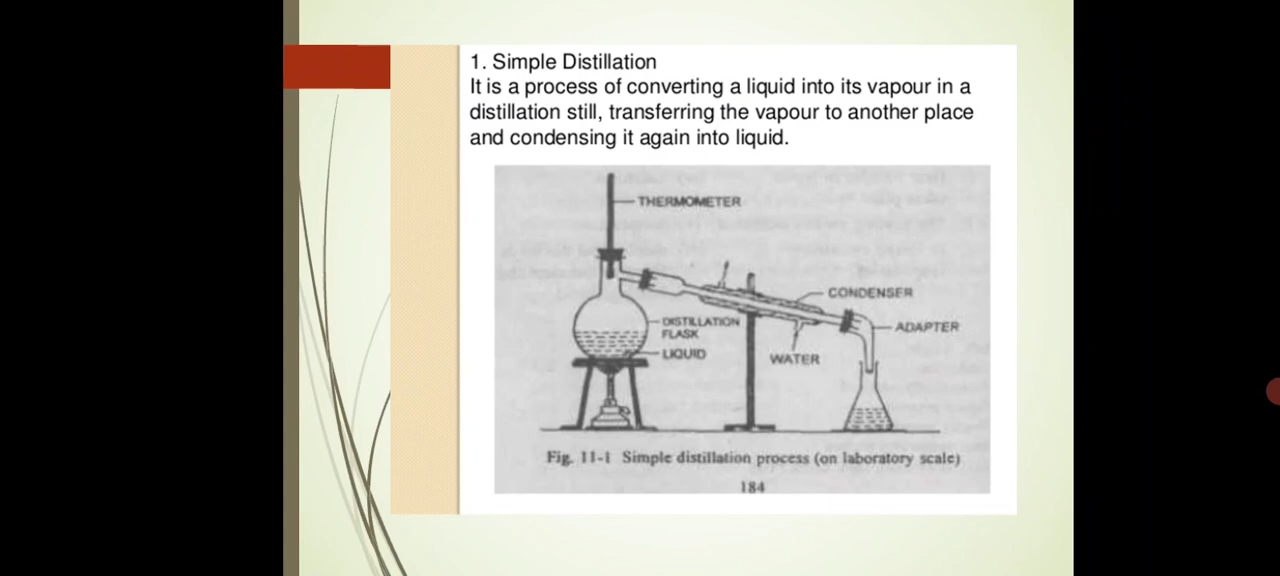 1. Simple Distillation
It is a process of converting a liquid into its vapour in a
distillation still, transferring the vapour to another place
and condensing it again into liquid.
THERMOMETER
CONDENSER
DISTILLATION
FLASK
ADAPTER
LIQUID
WATER
Fig. 11-1 Simple distillation process (on laboratory scale)
184